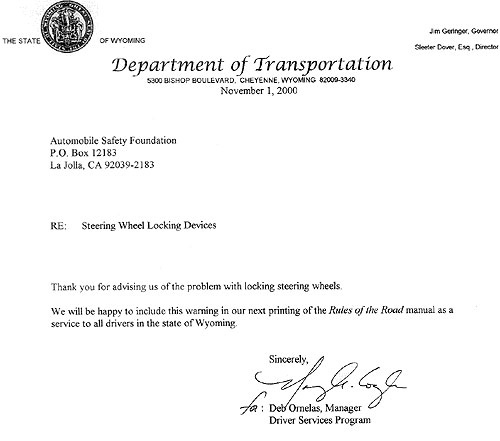 THE STATE OF WYOMING
Jim Geringer, Governor
Sleeter Dover, Esq., Director
Department of Transportation
5300 BISHOP BOULEVARD, CHEYENNE, WYOMING 82009-3340
November 1, 2000
Automobile Safety Foundation
P.O. Box 12183
La Jolla, CA 92039-2183
RE: Steering Wheel Locking Devices
Thank you for advising us of the problem with locking steering wheels.
We will be happy to include this warning in our next printing of the Rules of the Road manual as a
service to all drivers in the state of Wyoming.
Sincerely,
Deb Ornelas, Manager
Driver Services Program